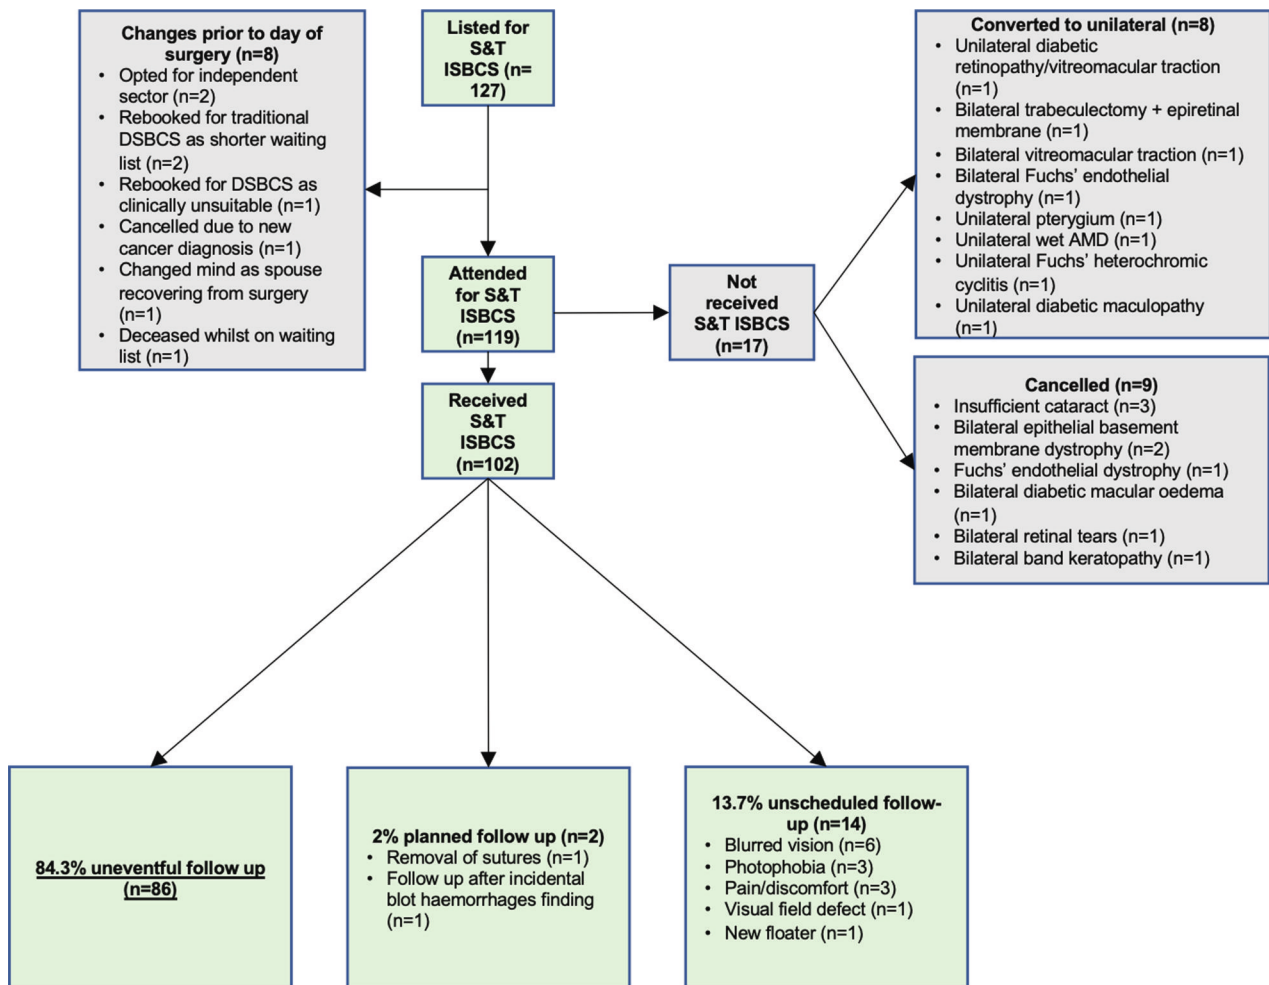 Changes prior to day of
surgery (n=8)
• Opted for independent
sector (n=2)
• Rebooked for traditional
DSBCS as shorter waiting
list (n=2)
• Rebooked for DSBCS as
clinically unsuitable (n=1)
• Cancelled due to new
cancer diagnosis (n=1)
• Changed mind as spouse
recovering from surgery
(n=1)
• Deceased whilst on waiting
list (n=1)
Listed for
S&T
ISBCS (n=
127)
Attended
for S&T
ISBCS
(n=119)
Not
received
S&T ISBCS
(n=17)
Converted to unilateral (n=8)
• Unilateral diabetic
retinopathy/vitreomacular traction
(n=1)
• Bilateral trabeculectomy + epiretinal
membrane (n=1)
• Bilateral vitreomacular traction (n=1)
• Bilateral Fuchs’ endothelial
dystrophy (n=1)
• Unilateral pterygium (n=1)
• Unilateral wet AMD (n=1)
• Unilateral Fuchs’ heterochromic
cyclitis (n=1)
• Unilateral diabetic maculopathy
(n=1)
Cancelled (n=9)
• Insufficient cataract (n=3)
• Bilateral epithelial basement
membrane dystrophy (n=2)
• Fuchs’ endothelial dystrophy (n=1)
• Bilateral diabetic macular oedema
(n=1)
• Bilateral retinal tears (n=1)
• Bilateral band keratopathy (n=1)
Received
S&T
ISBCS
(n=102)
84.3% uneventful follow up
(n=86)
2% planned follow up (n=2)
• Removal of sutures (n=1)
• Follow up after incidental
blot haemorrhages finding
(n=1)
13.7% unscheduled follow-
up (n=14)
• Blurred vision (n=6)
• Photophobia (n=3)
• Pain/discomfort (n=3)
• Visual field defect (n=1)
• New floater (n=1)